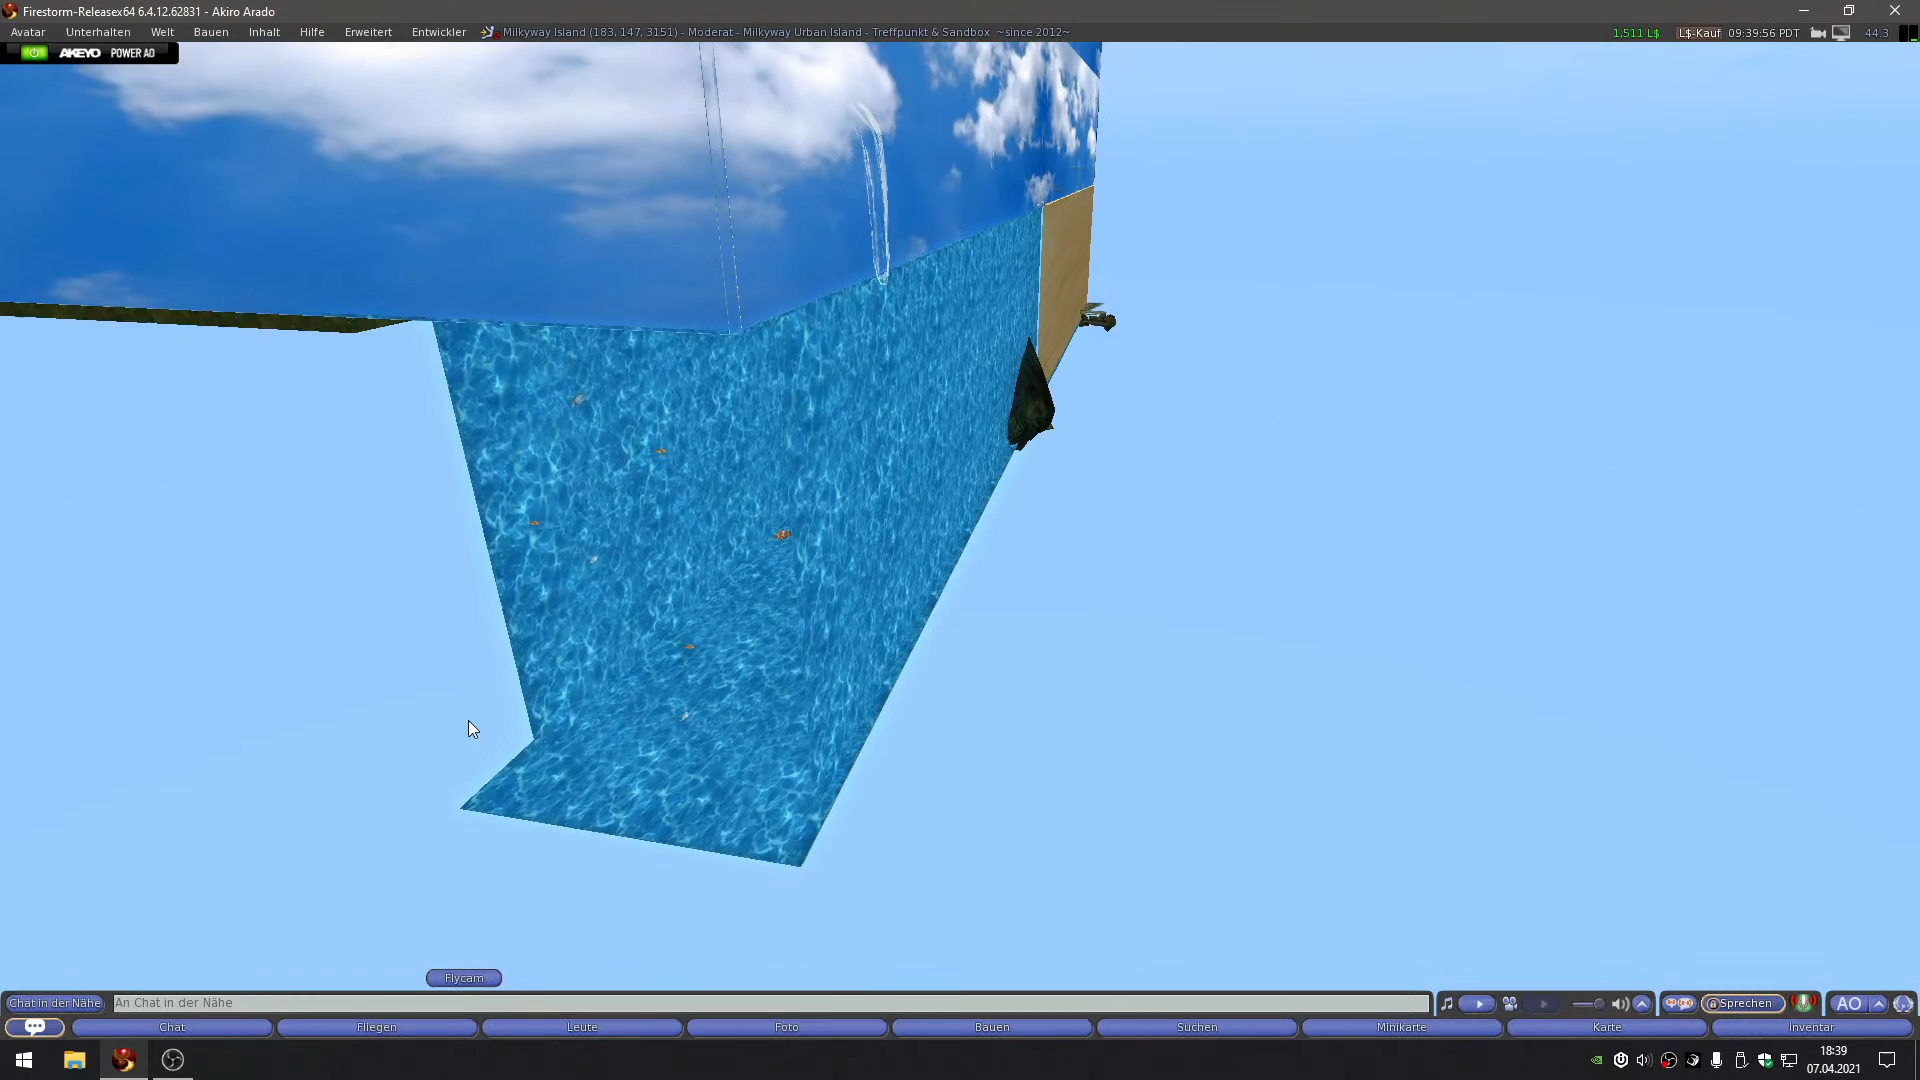 Firestorm-Releasex64 6.4.12.62831 - Akiro Arado
Avatar Unterhalten Welt Bauen Inhalt Hilfe Erweitert Entwickler Milkyway Island (183, 147, 3151) - Moderat - Milkyway Urban Island - Treffpunkt & Sandbox ~since 2012~ 1,511 L$ L$-Kauf 09:39:56 PDT 44.3
AKEYO POWER AO
Flycam
Chat in der Nähe An Chat in der Nähe Sprechen AO
Chat Fliegen Leute Foto Bauen Suchen Minikarte Karte Inventar
18:39
07.04.2021